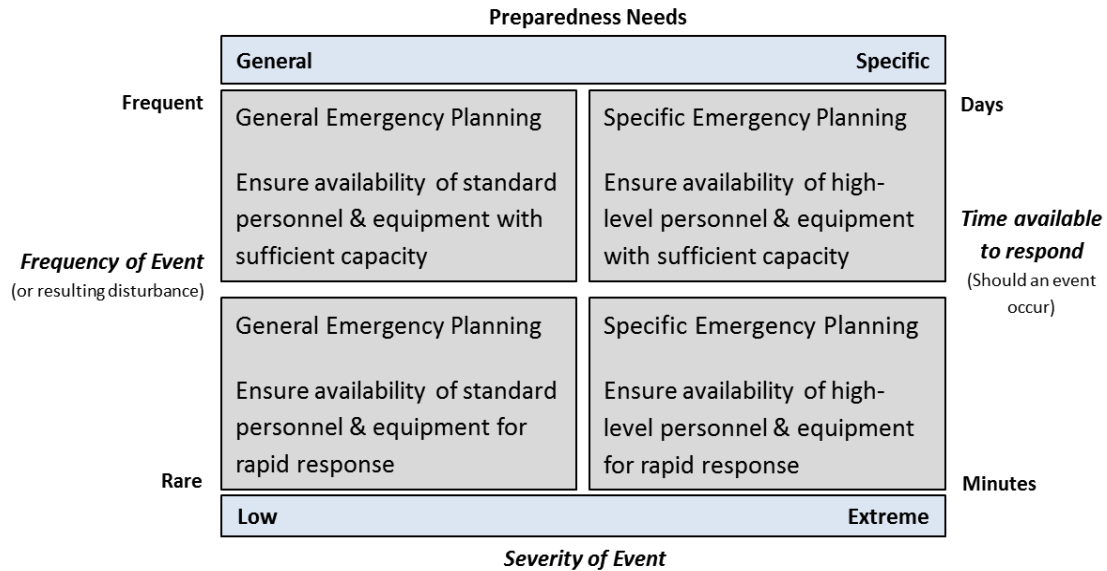 Preparedness Needs
General Specific
Frequent
General Emergency Planning
Ensure availability of standard
personnel & equipment with
sufficient capacity
Specific Emergency Planning
Ensure availability of high-
level personnel & equipment
with sufficient capacity
Days
Frequency of Event
(or resulting disturbance)
Time available
to respond
(Should an event
occur)
General Emergency Planning
Ensure availability of standard
personnel & equipment for
rapid response
Specific Emergency Planning
Ensure availability of high-
level personnel & equipment
for rapid response
Rare
Minutes
Low Extreme
Severity of Event